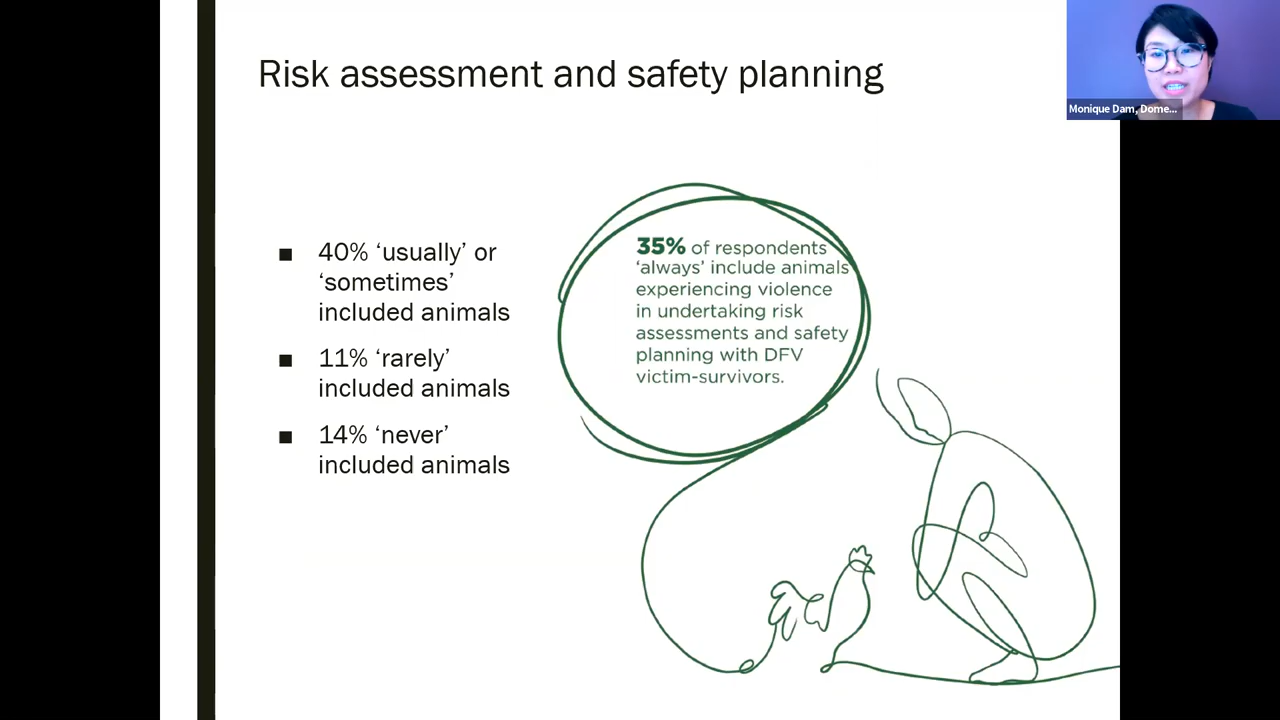 Risk assessment and safety planning
Monique Dam, Dome...
■ 40% ‘usually’ or
‘sometimes’
included animals
■ 11% ‘rarely’
included animals
■ 14% ‘never’
included animals
35% of respondents
‘always’ include animals
experiencing violence
in undertaking risk
assessments and safety
planning with DFV
victim-survivors.